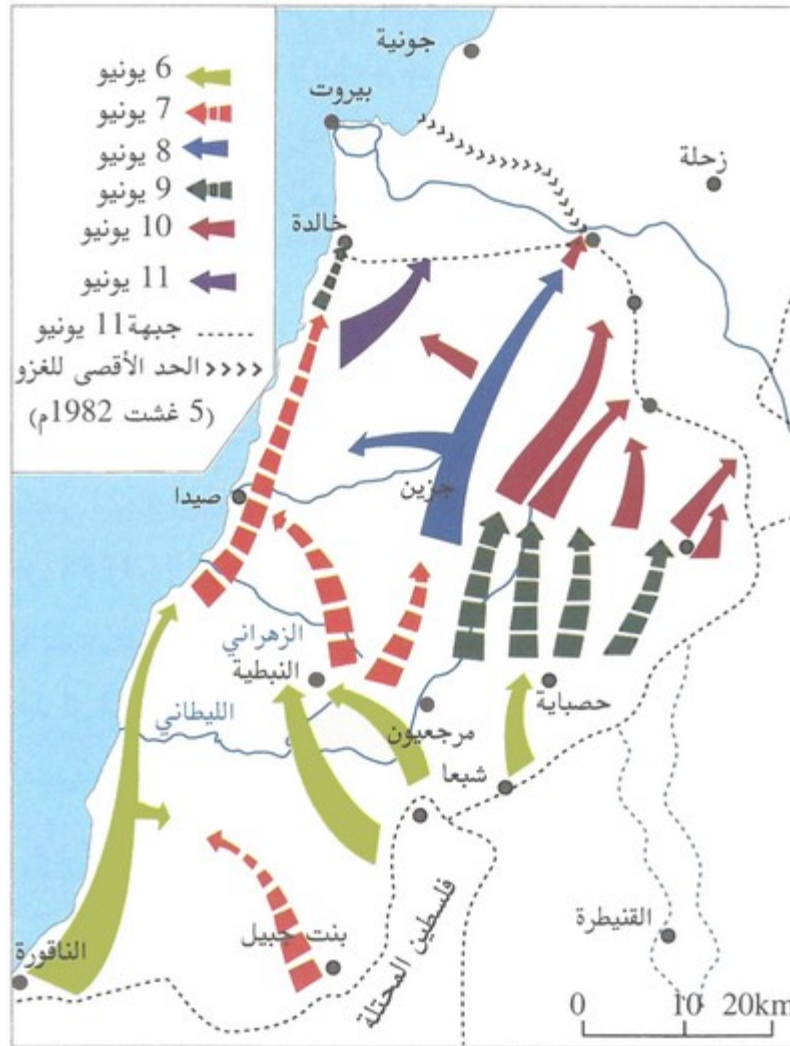 جونية
بيروت
زحلة
خالدة
6 يونيو
7 يونيو
8 يونيو
9 يونيو
10 يونيو
11 يونيو
جبهة 11 يونيو
الحد الأقصى للغزو
(5 غشت 1982م)
صيدا
جزين
الزهراني
النبطية
الليطاني
حصباية
مرجعيون
شبعا
فلسطين المحتلة
القنيطرة
بنت جبيل
الناقورة
0 10 20km